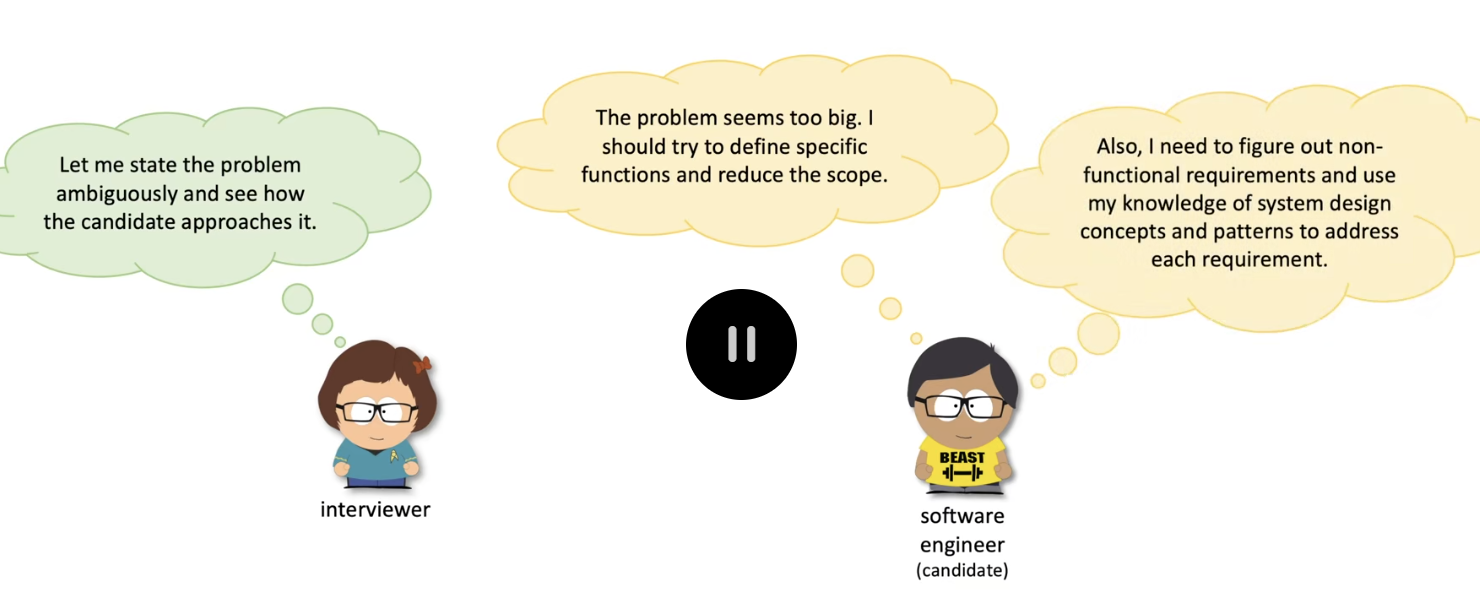 Let me state the problem
ambiguously and see how
the candidate approaches it.
The problem seems too big. I
should try to define specific
functions and reduce the scope.
Also, I need to figure out non-
functional requirements and use
my knowledge of system design
concepts and patterns to address
each requirement.
BEAST
interviewer
software
engineer
(candidate)